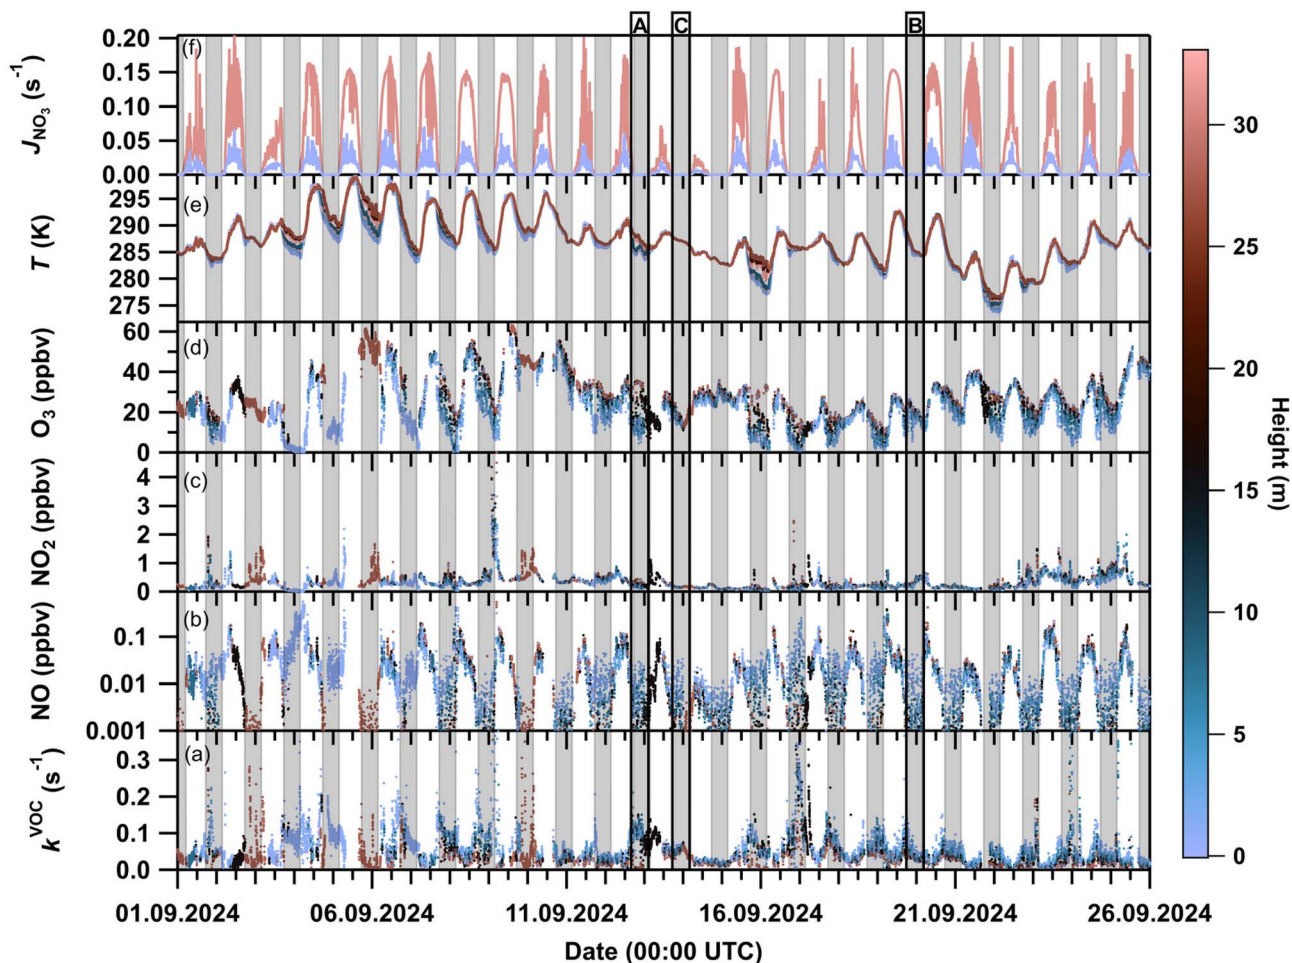 A C B
(f)
J NO3 (s-1)
0.20
0.15
0.10
0.05
0.00
(e)
T (K)
295
290
285
280
275
(d)
O3 (ppbv)
60
40
20
0
(c)
NO2 (ppbv)
4
3
2
1
0
(b)
NO (ppbv)
0.1
0.01
0.001
(a)
kVOC (s-1)
0.3
0.2
0.1
0.0
01.09.2024 06.09.2024 11.09.2024 16.09.2024 21.09.2024 26.09.2024
Date (00:00 UTC)
30
25
20
15
10
5
0
Height (m)